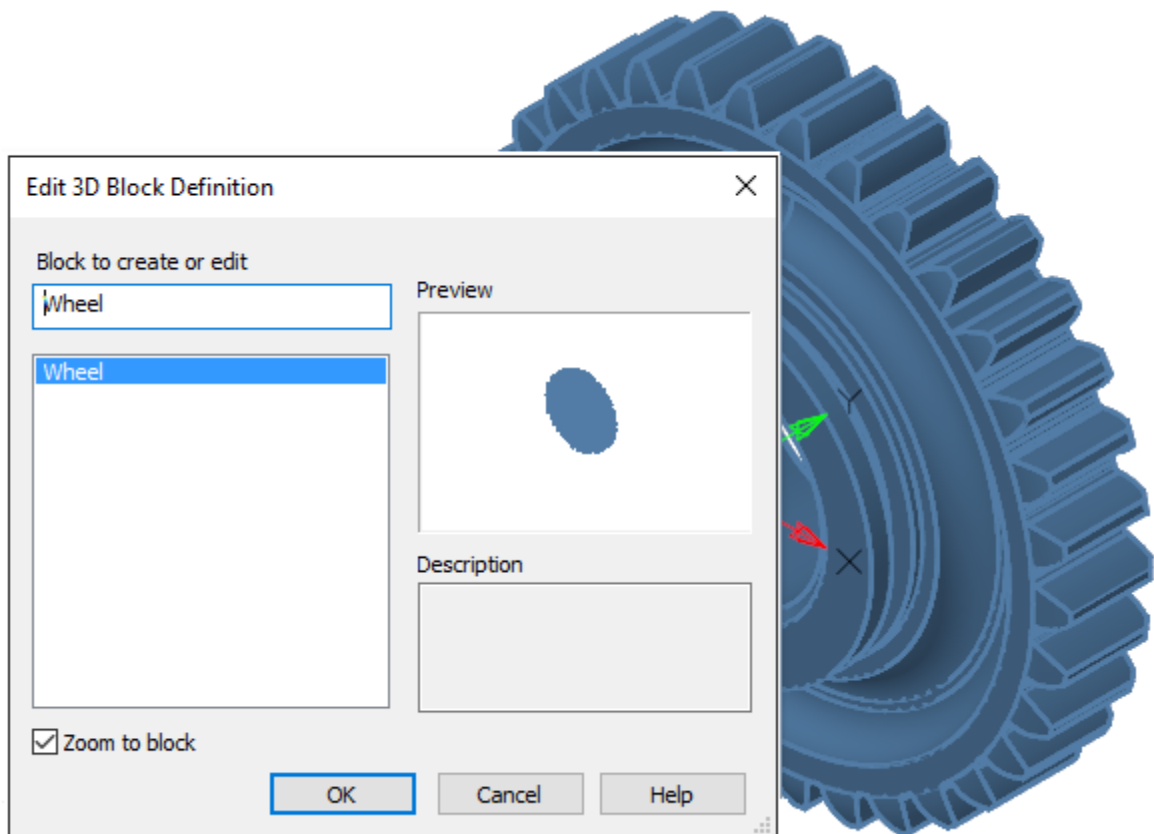 Edit 3D Block Definition
Block to create or edit
Wheel
Wheel
Preview
Description
Zoom to block
OK
Cancel
Help
Y
X